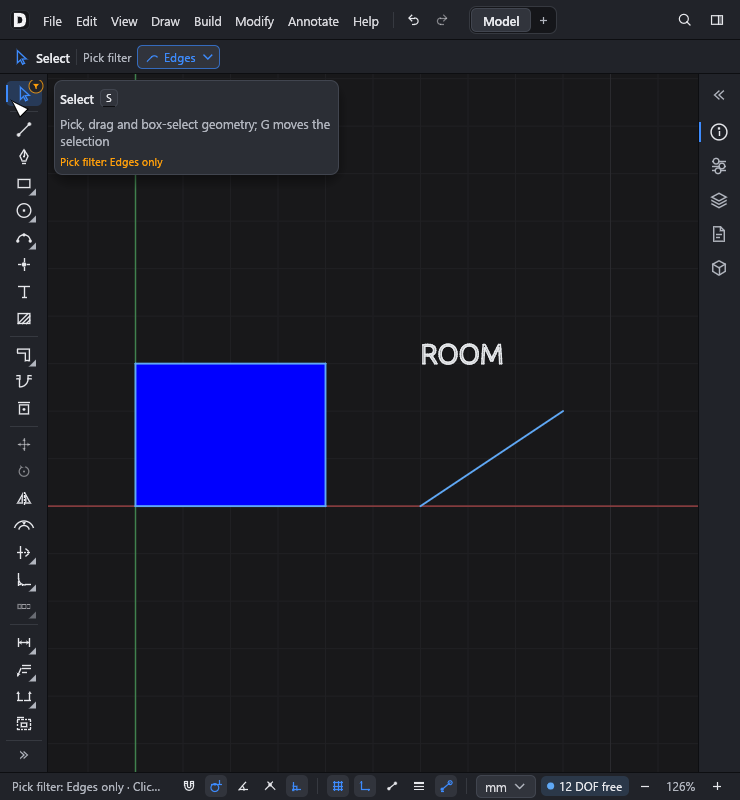 D File Edit View Draw Build Modify Annotate Help Model +
Select Pick filter Edges
Select S
Pick, drag and box-select geometry; G moves the
selection
Pick filter: Edges only
ROOM
Pick filter: Edges only · Clic... mm 12 DOF free − 126% +